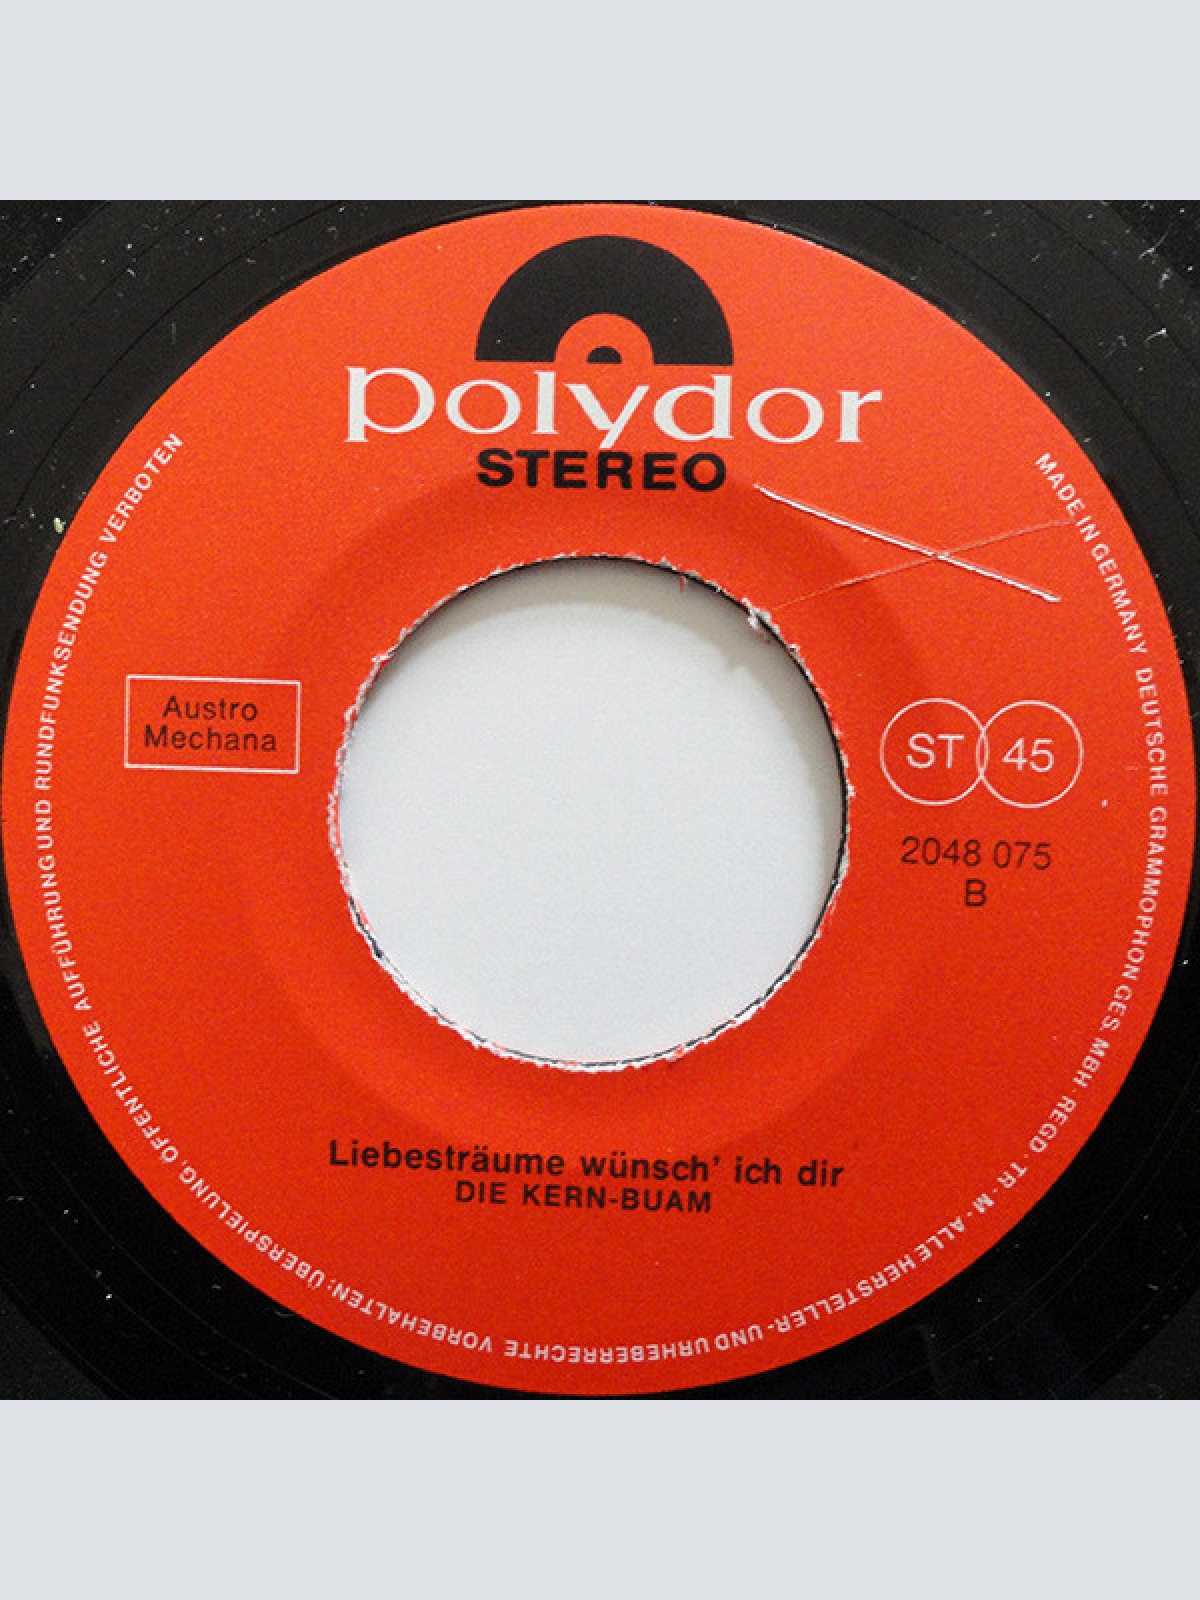 polydor
STEREO
Austro
Mechana
ST 45
2048 075
B
Liebesträume wünsch' ich dir
DIE KERN-BUAM
MADE IN GERMANY DEUTSCHE GRAMMOPHON GES. MBH · REGD · TR · M · ALLE HERSTELLER- UND URHEBERRECHTE VORBEHALTEN; ÜBERSPIELUNG, ÖFFENTLICHE AUFFÜHRUNG UND RUNDFUNKSENDUNG VERBOTEN